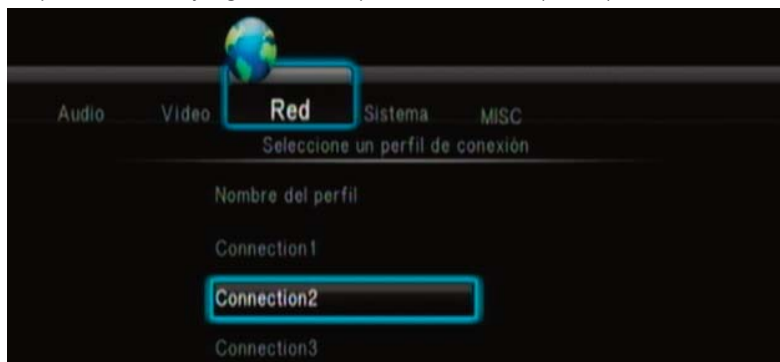 Audio Video Red Sistema MISC
Seleccione un perfil de conexión
Nombre del perfil
Connection1
Connection2
Connection3